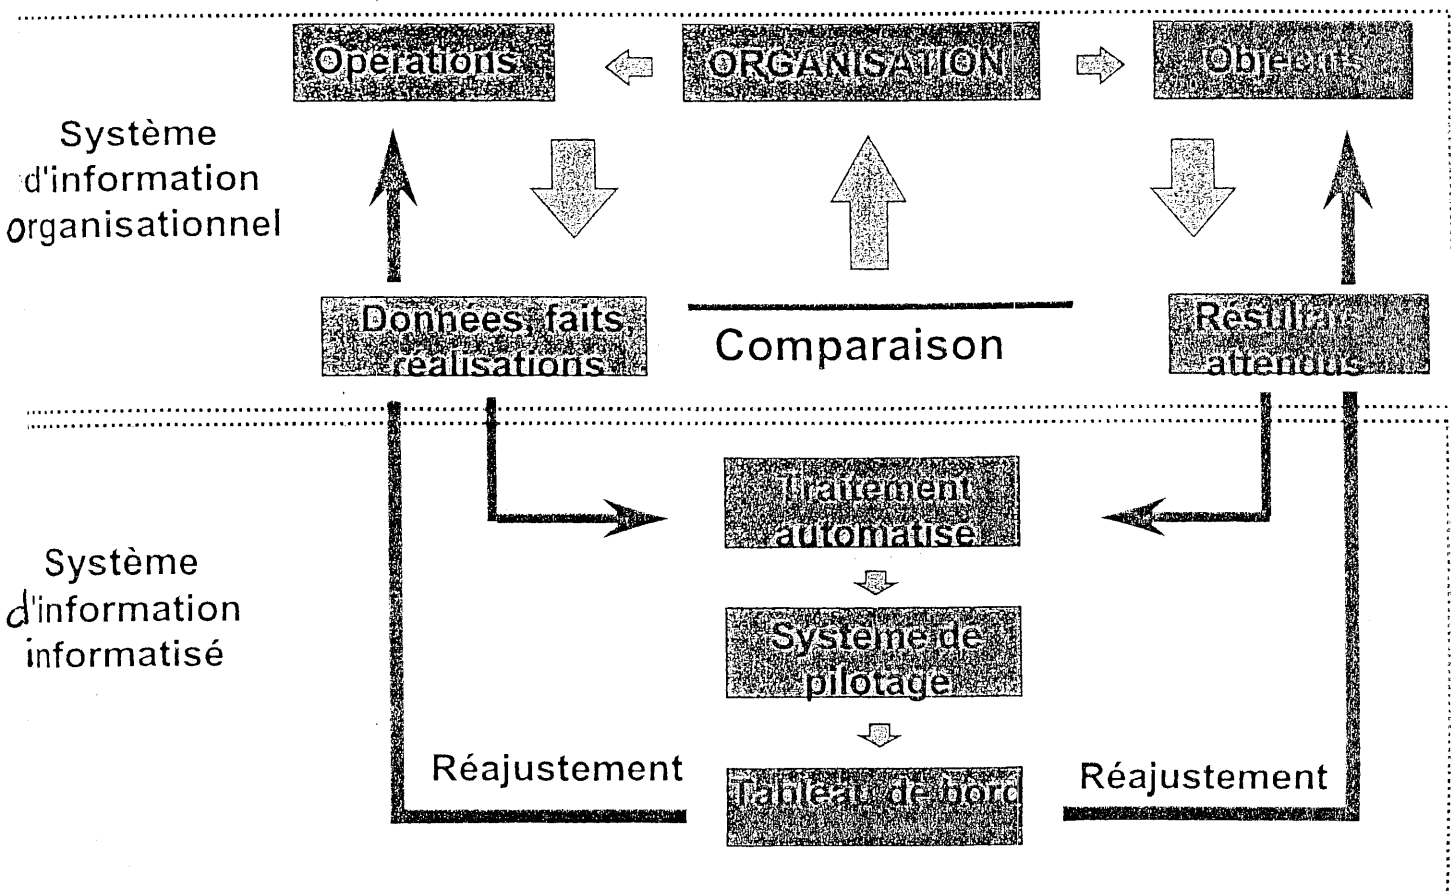 Opérations
ORGANISATION
Objectifs
Système
d'information
organisationnel
Données, faits,
réalisations
Comparaison
Résultats
attendus
Traitement
automatisé
Système
d'information
informatisé
Système de
pilotage
Réajustement
Tableau de bord
Réajustement